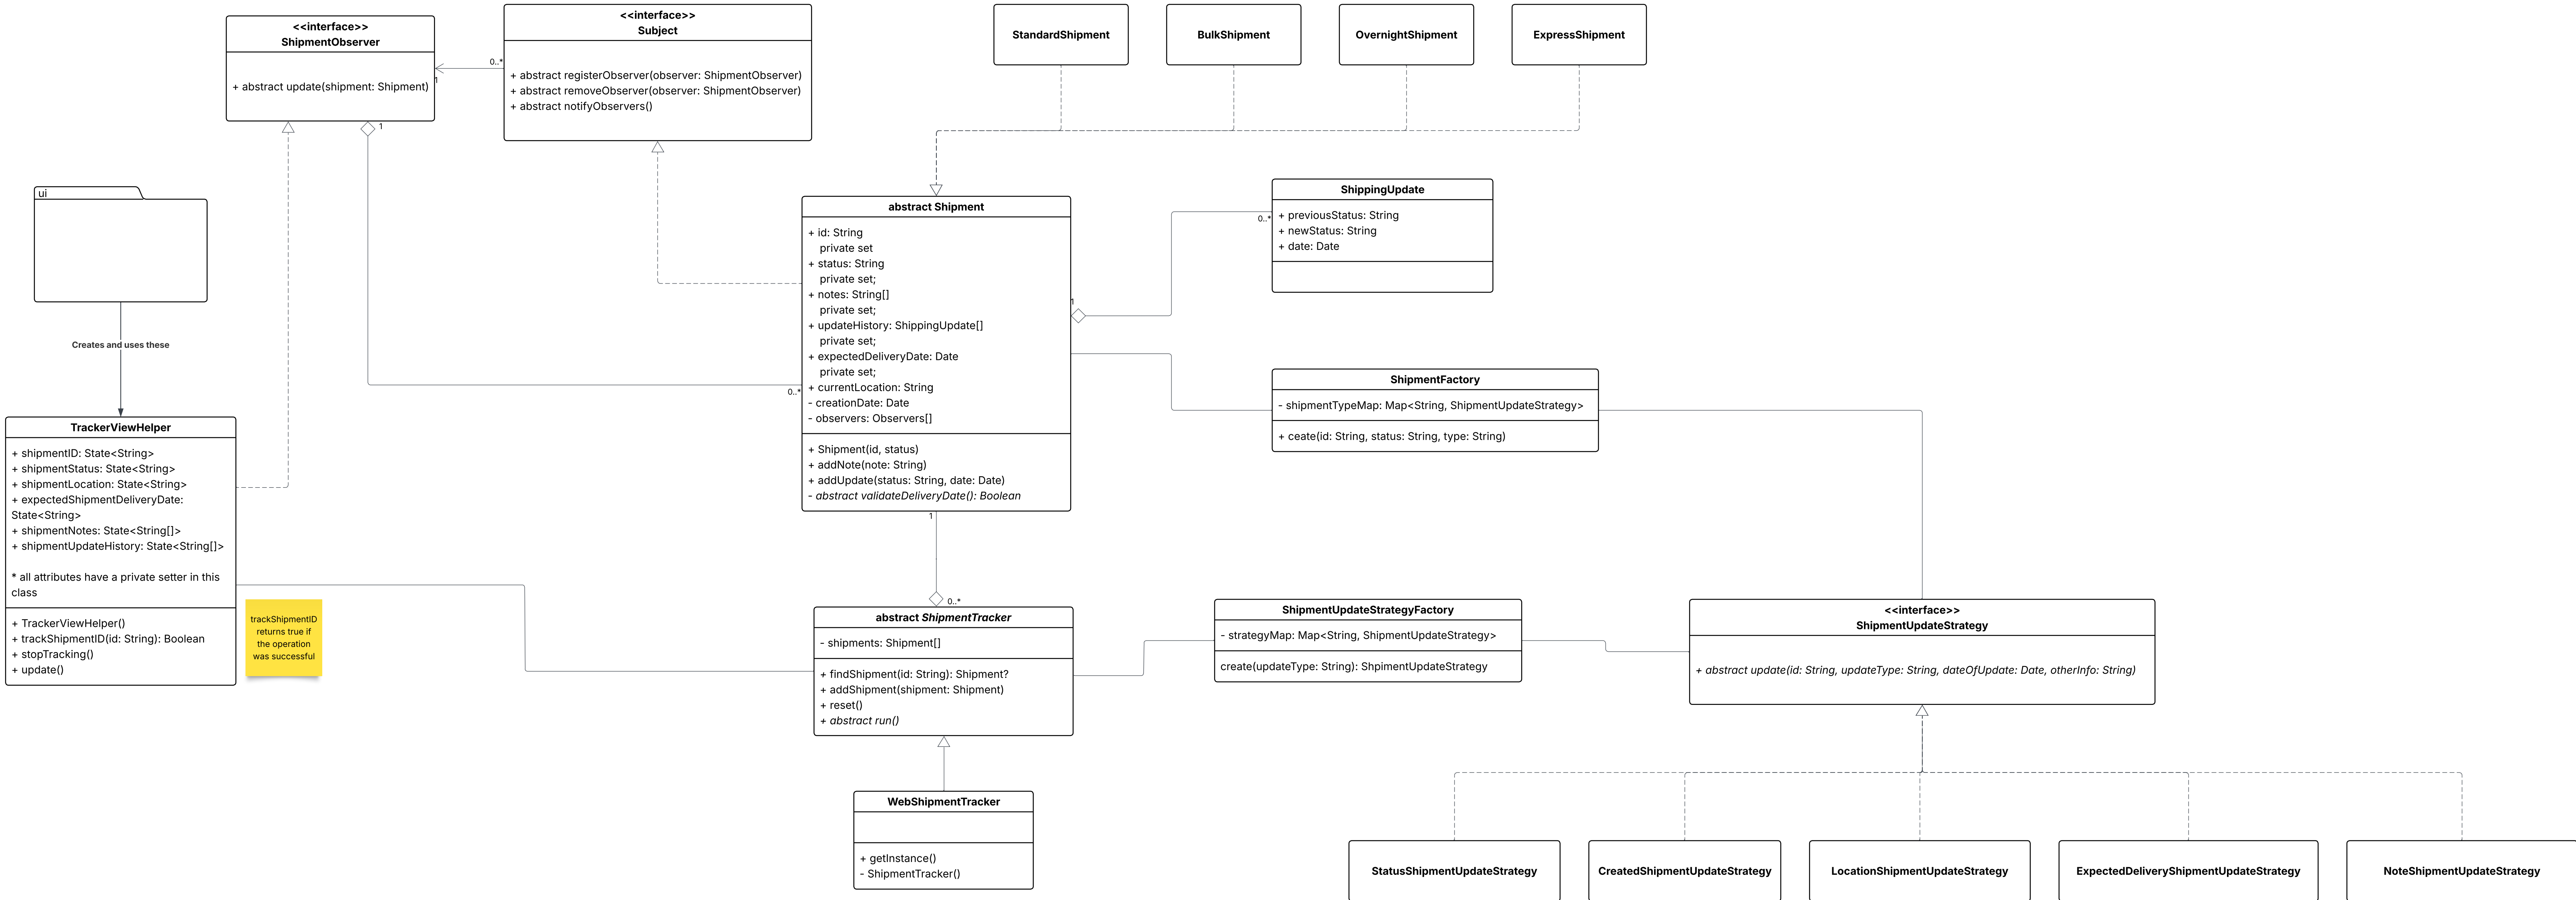 <<interface>>
ShipmentObserver
+ abstract update(shipment: Shipment)
1
0..*
1
<<interface>>
Subject
+ abstract registerObserver(observer: ShipmentObserver)
+ abstract removeObserver(observer: ShipmentObserver)
+ abstract notifyObservers()
StandardShipment
BulkShipment
OvernightShipment
ExpressShipment
ui
Creates and uses these
abstract Shipment
+ id: String
private set
+ status: String
private set;
+ notes: String[]
private set;
+ updateHistory: ShippingUpdate[]
private set;
+ expectedDeliveryDate: Date
private set;
+ currentLocation: String
- creationDate: Date
- observers: Observers[]
+ Shipment(id, status)
+ addNote(note: String)
+ addUpdate(status: String, date: Date)
- abstract validateDeliveryDate(): Boolean
0..*
1
1
0..*
ShippingUpdate
+ previousStatus: String
+ newStatus: String
+ date: Date
ShipmentFactory
- shipmentTypeMap: Map<String, ShipmentUpdateStrategy>
+ ceate(id: String, status: String, type: String)
TrackerViewHelper
+ shipmentID: State<String>
+ shipmentStatus: State<String>
+ shipmentLocation: State<String>
+ expectedShipmentDeliveryDate:
State<String>
+ shipmentNotes: State<String[]>
+ shipmentUpdateHistory: State<String[]>
* all attributes have a private setter in this
class
+ TrackerViewHelper()
+ trackShipmentID(id: String): Boolean
+ stopTracking()
+ update()
trackShipmentID
returns true if
the operation
was successful
0..*
abstract ShipmentTracker
- shipments: Shipment[]
+ findShipment(id: String): Shipment?
+ addShipment(shipment: Shipment)
+ reset()
+ abstract run()
ShipmentUpdateStrategyFactory
- strategyMap: Map<String, ShipmentUpdateStrategy>
create(updateType: String): ShpimentUpdateStrategy
<<interface>>
ShipmentUpdateStrategy
+ abstract update(id: String, updateType: String, dateOfUpdate: Date, otherInfo: String)
WebShipmentTracker
+ getInstance()
- ShipmentTracker()
StatusShipmentUpdateStrategy
CreatedShipmentUpdateStrategy
LocationShipmentUpdateStrategy
ExpectedDeliveryShipmentUpdateStrategy
NoteShipmentUpdateStrategy